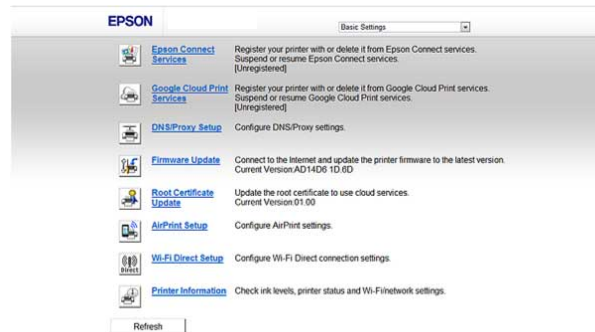 EPSON
Basic Settings
Epson Connect Services
Register your printer with or delete it from Epson Connect services.
Suspend or resume Epson Connect services.
[Unregistered]
Google Cloud Print Services
Register your printer with or delete it from Google Cloud Print services.
Suspend or resume Google Cloud Print services.
[Unregistered]
DNS/Proxy Setup
Configure DNS/Proxy settings.
Firmware Update
Connect to the Internet and update the printer firmware to the latest version.
Current Version:AD14D6 1D.6D
Root Certificate Update
Update the root certificate to use cloud services.
Current Version:01.00
AirPrint Setup
Configure AirPrint settings.
Direct
Wi-Fi Direct Setup
Configure Wi-Fi Direct connection settings.
Printer Information
Check ink levels, printer status and Wi-Fi/network settings.
Refresh